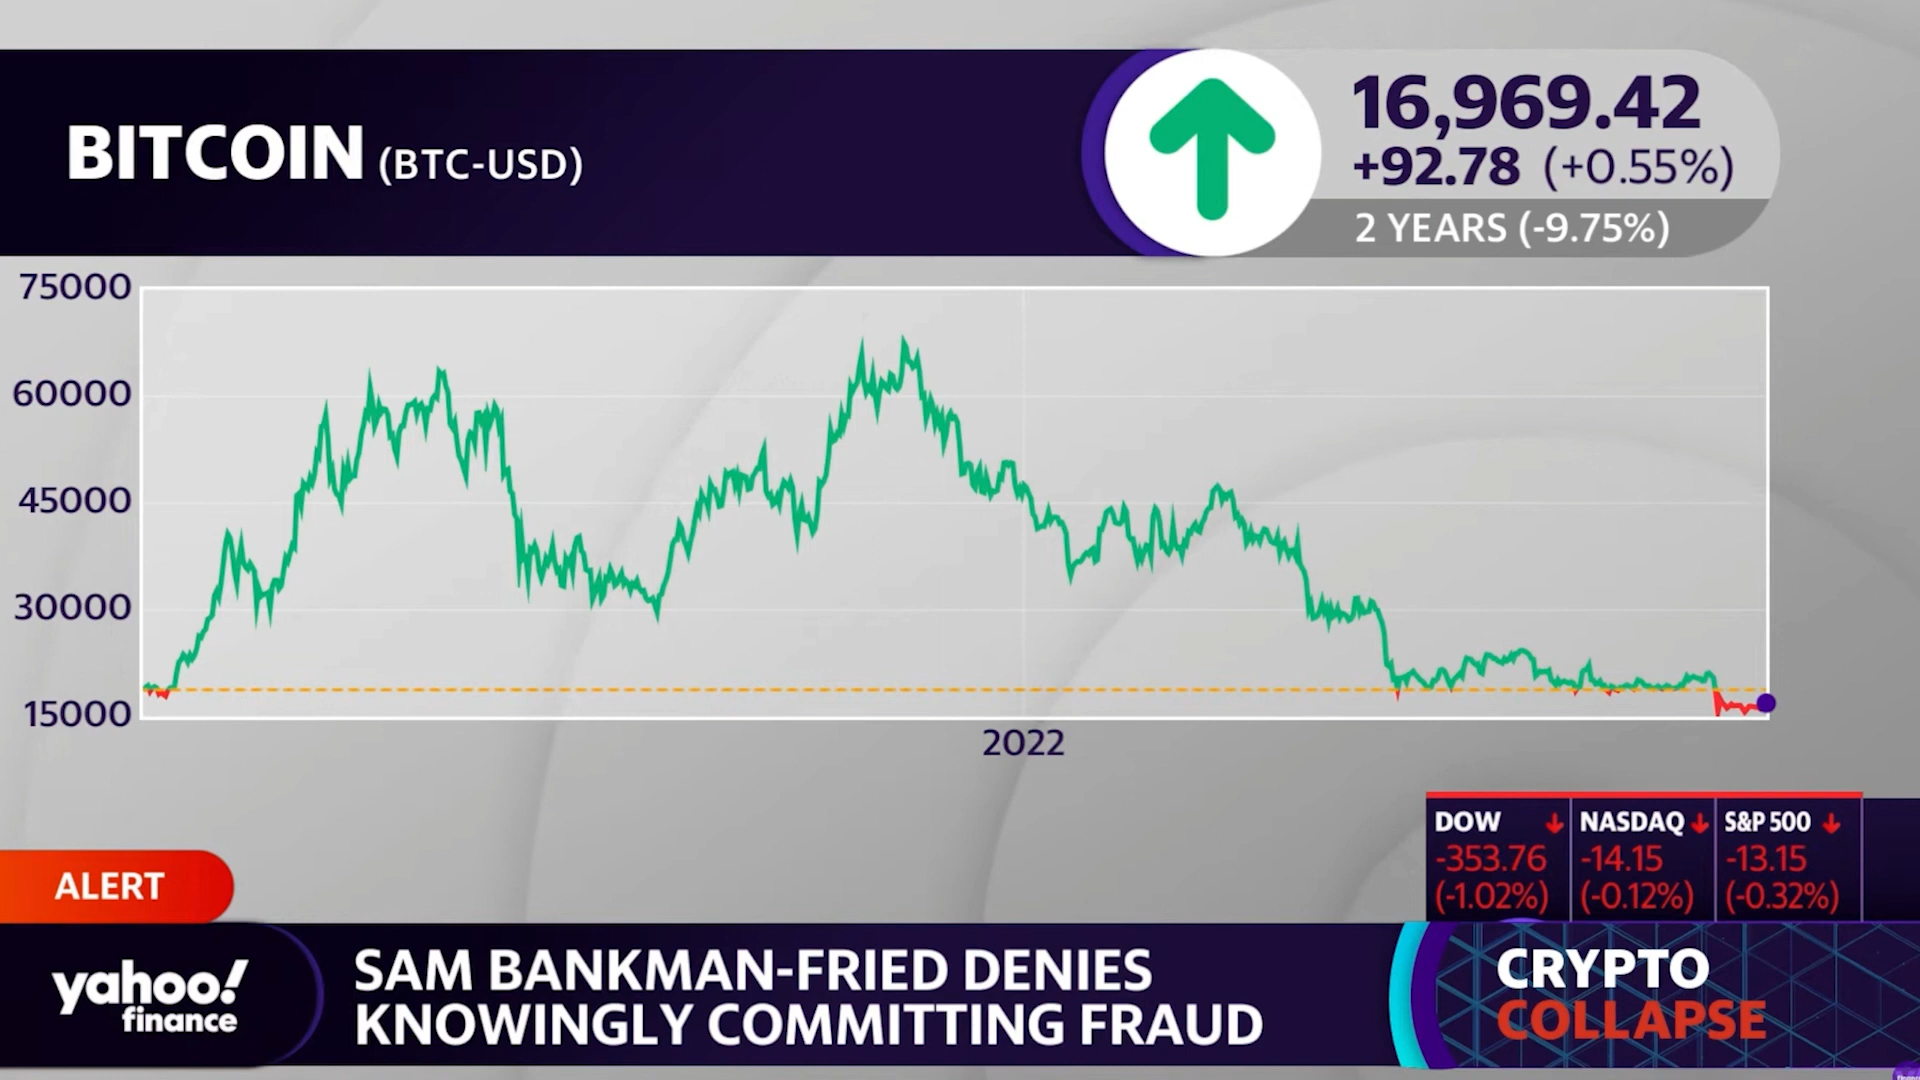 BITCOIN (BTC-USD)
16,969.42
+92.78 (+0.55%)
2 YEARS (-9.75%)
75000
60000
45000
30000
15000
2022
DOW
-353.76
(-1.02%)
NASDAQ
-14.15
(-0.12%)
S&P 500
-13.15
(-0.32%)
ALERT
yahoo!
finance
SAM BANKMAN-FRIED DENIES
KNOWINGLY COMMITTING FRAUD
CRYPTO
COLLAPSE